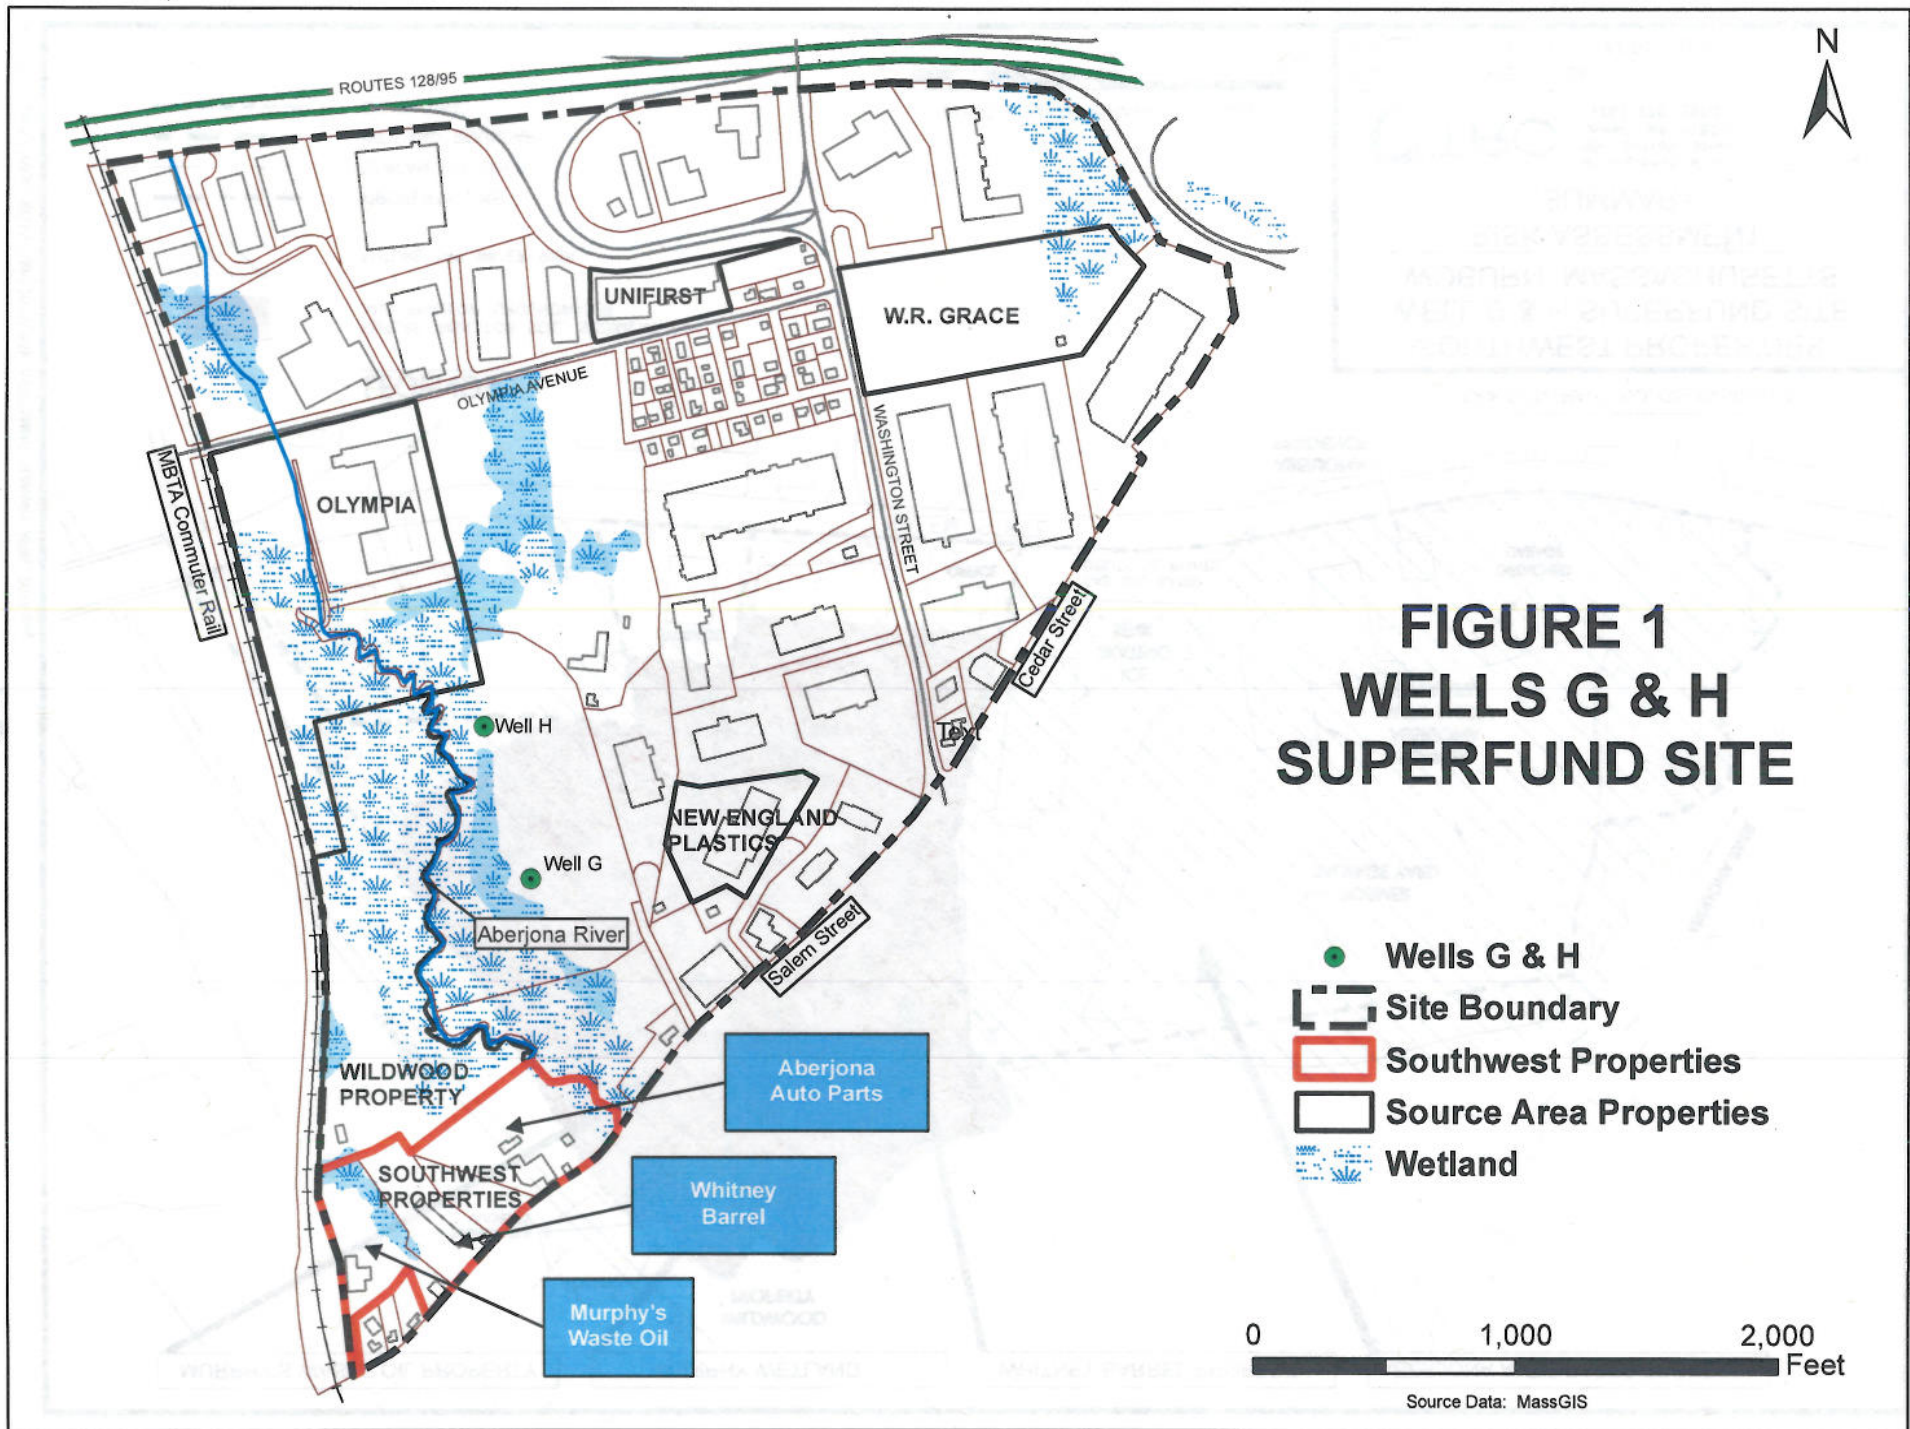 N
ROUTES 128/95
UNIFIRST
W.R. GRACE
OLYMPIA AVENUE
WASHINGTON STREET
MBTA Commuter Rail
OLYMPIA
Cedar Street
FIGURE 1
WELLS G & H
SUPERFUND SITE
Well H
Text
NEW ENGLAND
PLASTICS
Well G
Aberjona River
Salem Street
Wells G & H
Site Boundary
Southwest Properties
Source Area Properties
Wetland
WILDWOOD
PROPERTY
Aberjona
Auto Parts
SOUTHWEST
PROPERTIES
Whitney
Barrel
Murphy's
Waste Oil
0 1,000 2,000
Feet
Source Data: MassGIS